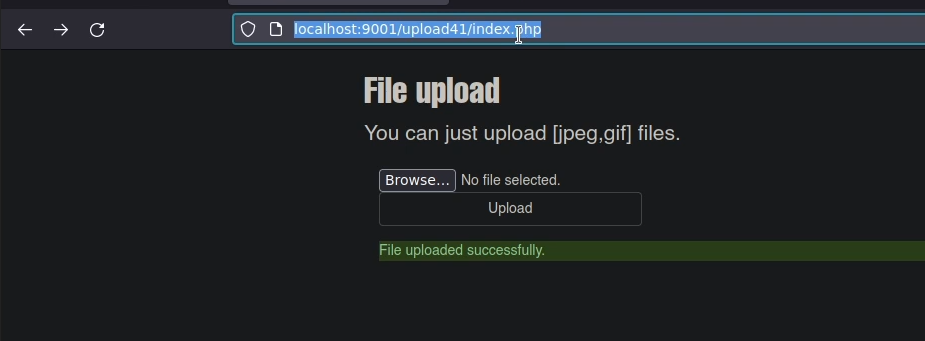 localhost:9001/upload41/index.php
File upload
You can just upload [jpeg,gif] files.
Browse... No file selected.
Upload
File uploaded successfully.